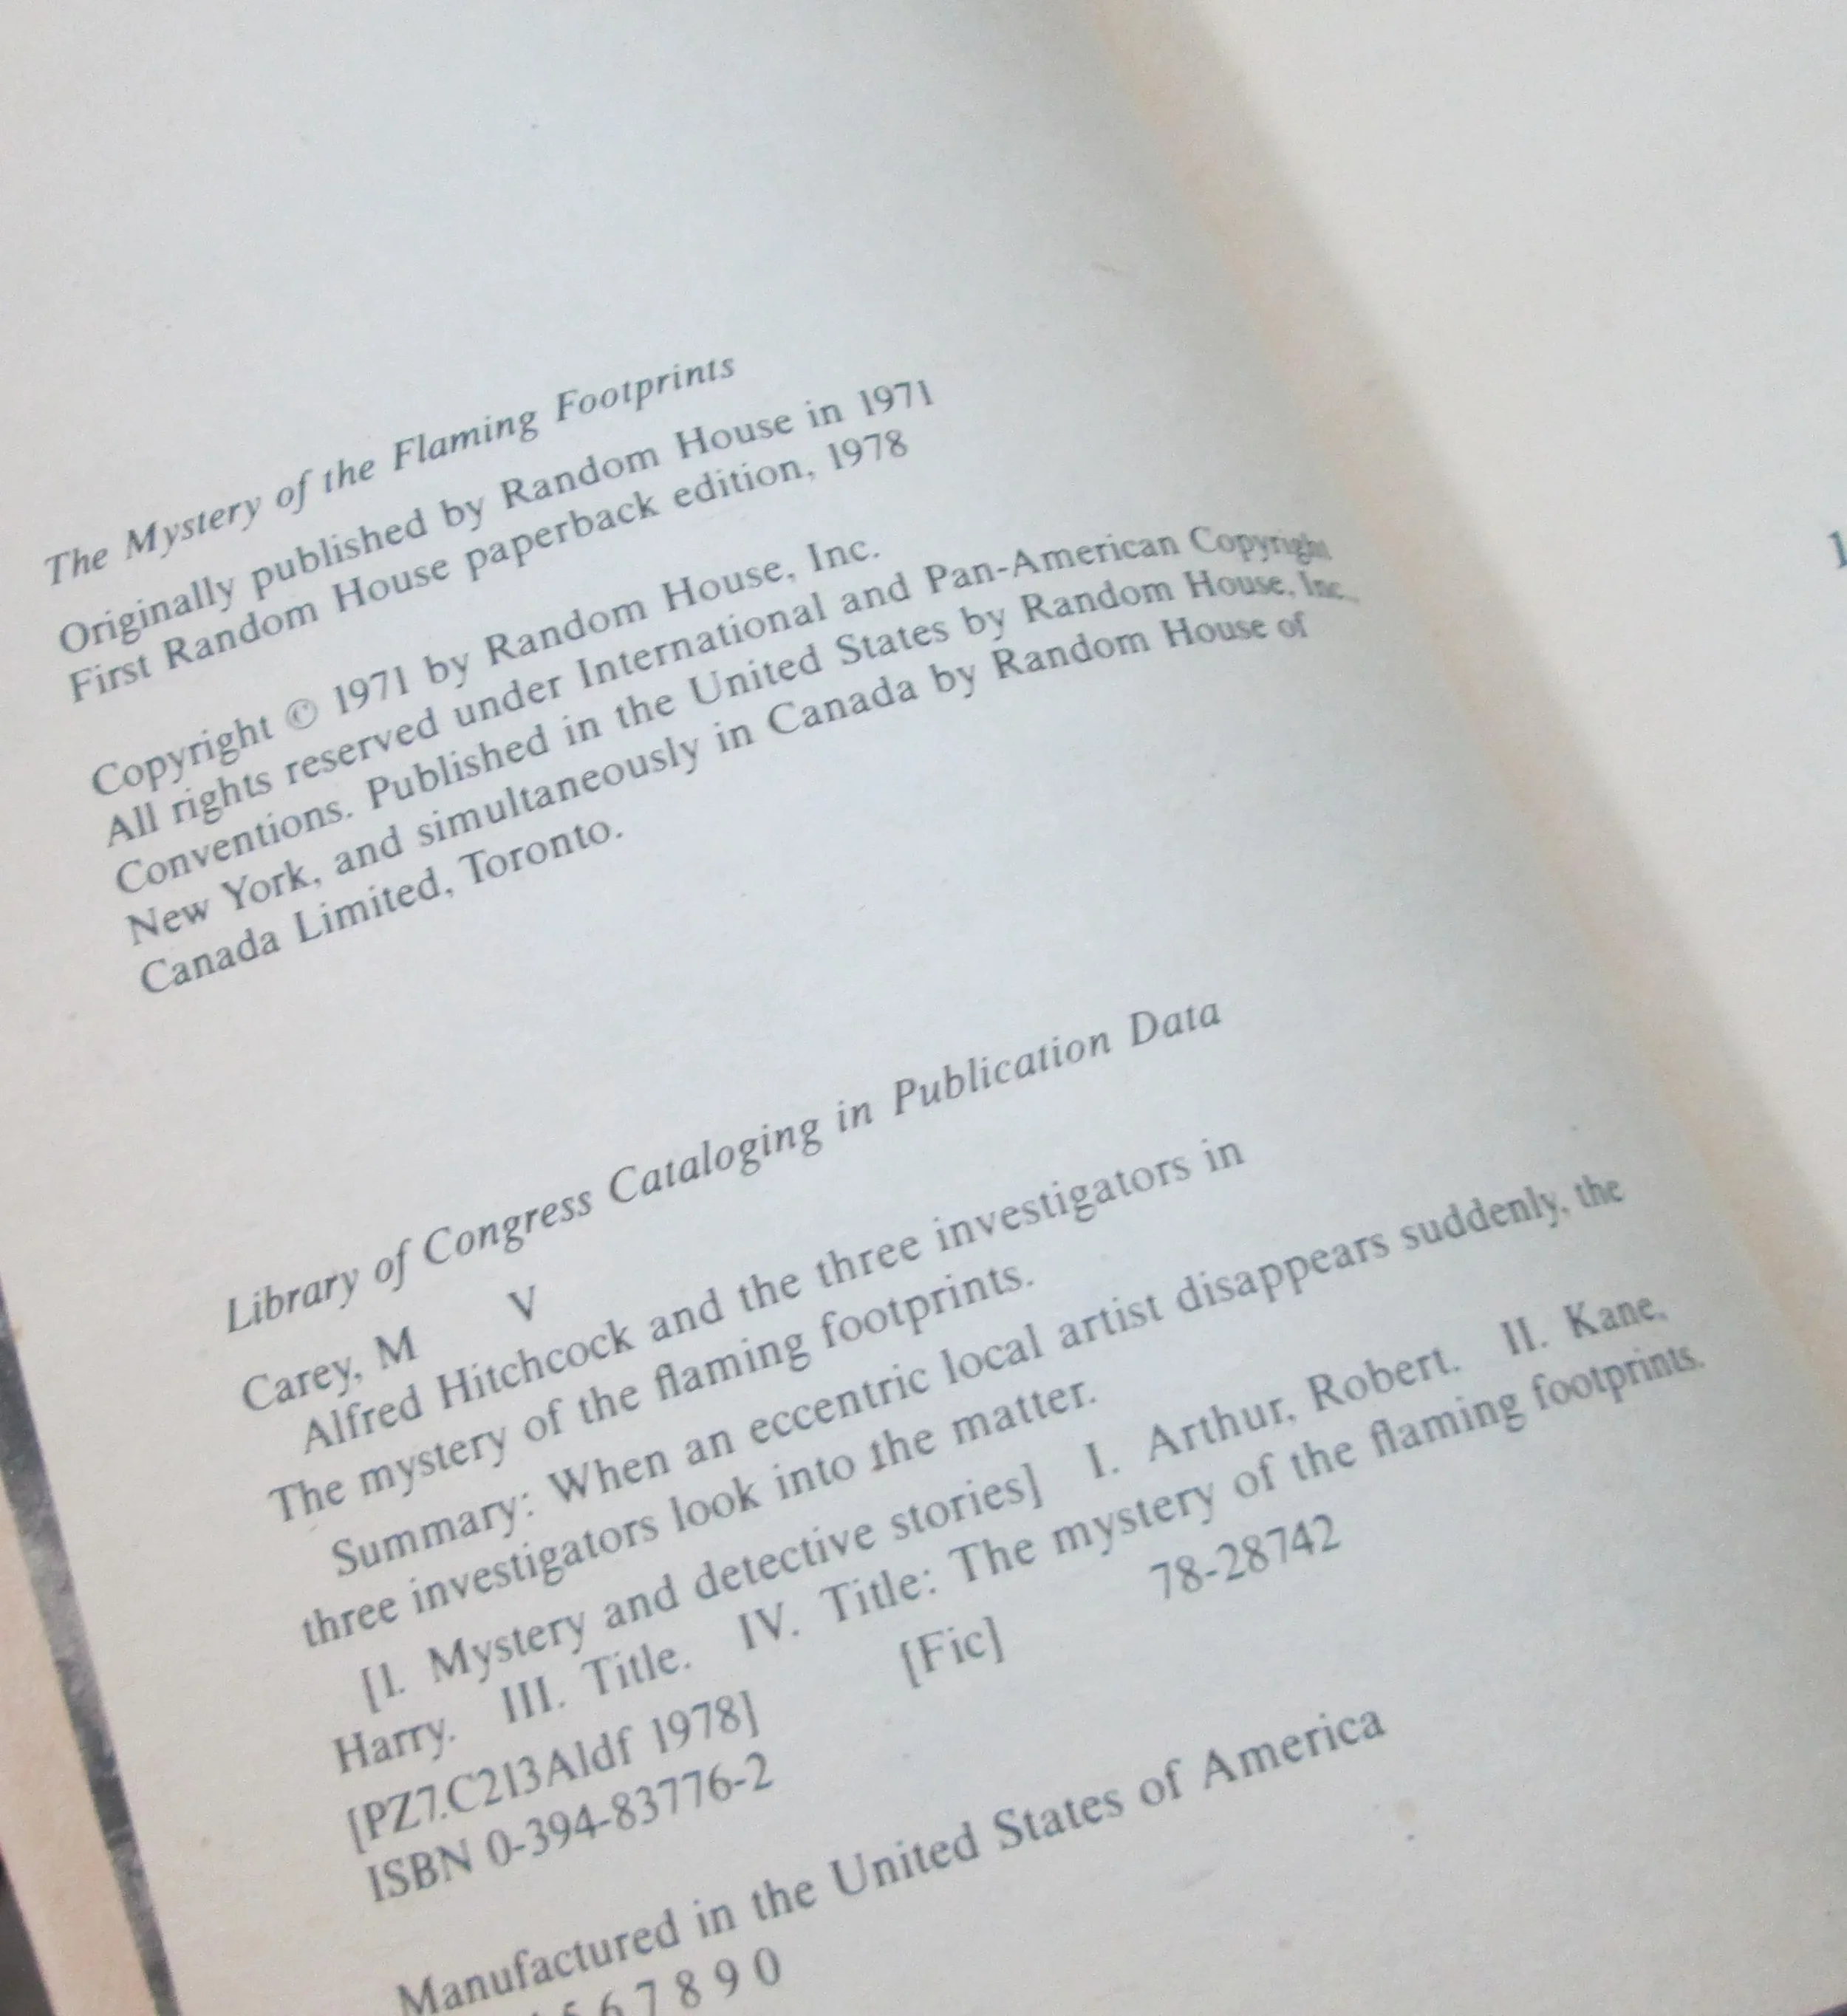 The Mystery of the Flaming Footprints
Originally published by Random House in 1971
First Random House paperback edition, 1978
Copyright © 1971 by Random House, Inc.
All rights reserved under International and Pan-American Copyright
Conventions. Published in the United States by Random House, Inc.,
New York, and simultaneously in Canada by Random House of
Canada Limited, Toronto.
Library of Congress Cataloging in Publication Data
Carey, M V
Alfred Hitchcock and the three investigators in
The mystery of the flaming footprints.
Summary: When an eccentric local artist disappears suddenly, the
three investigators look into the matter.
[1. Mystery and detective stories] I. Arthur, Robert. II. Kane,
Harry. III. Title. IV. Title: The mystery of the flaming footprints.
[PZ7.C213Aldf 1978] [Fic] 78-28742
ISBN 0-394-83776-2
Manufactured in the United States of America
5 6 7 8 9 0